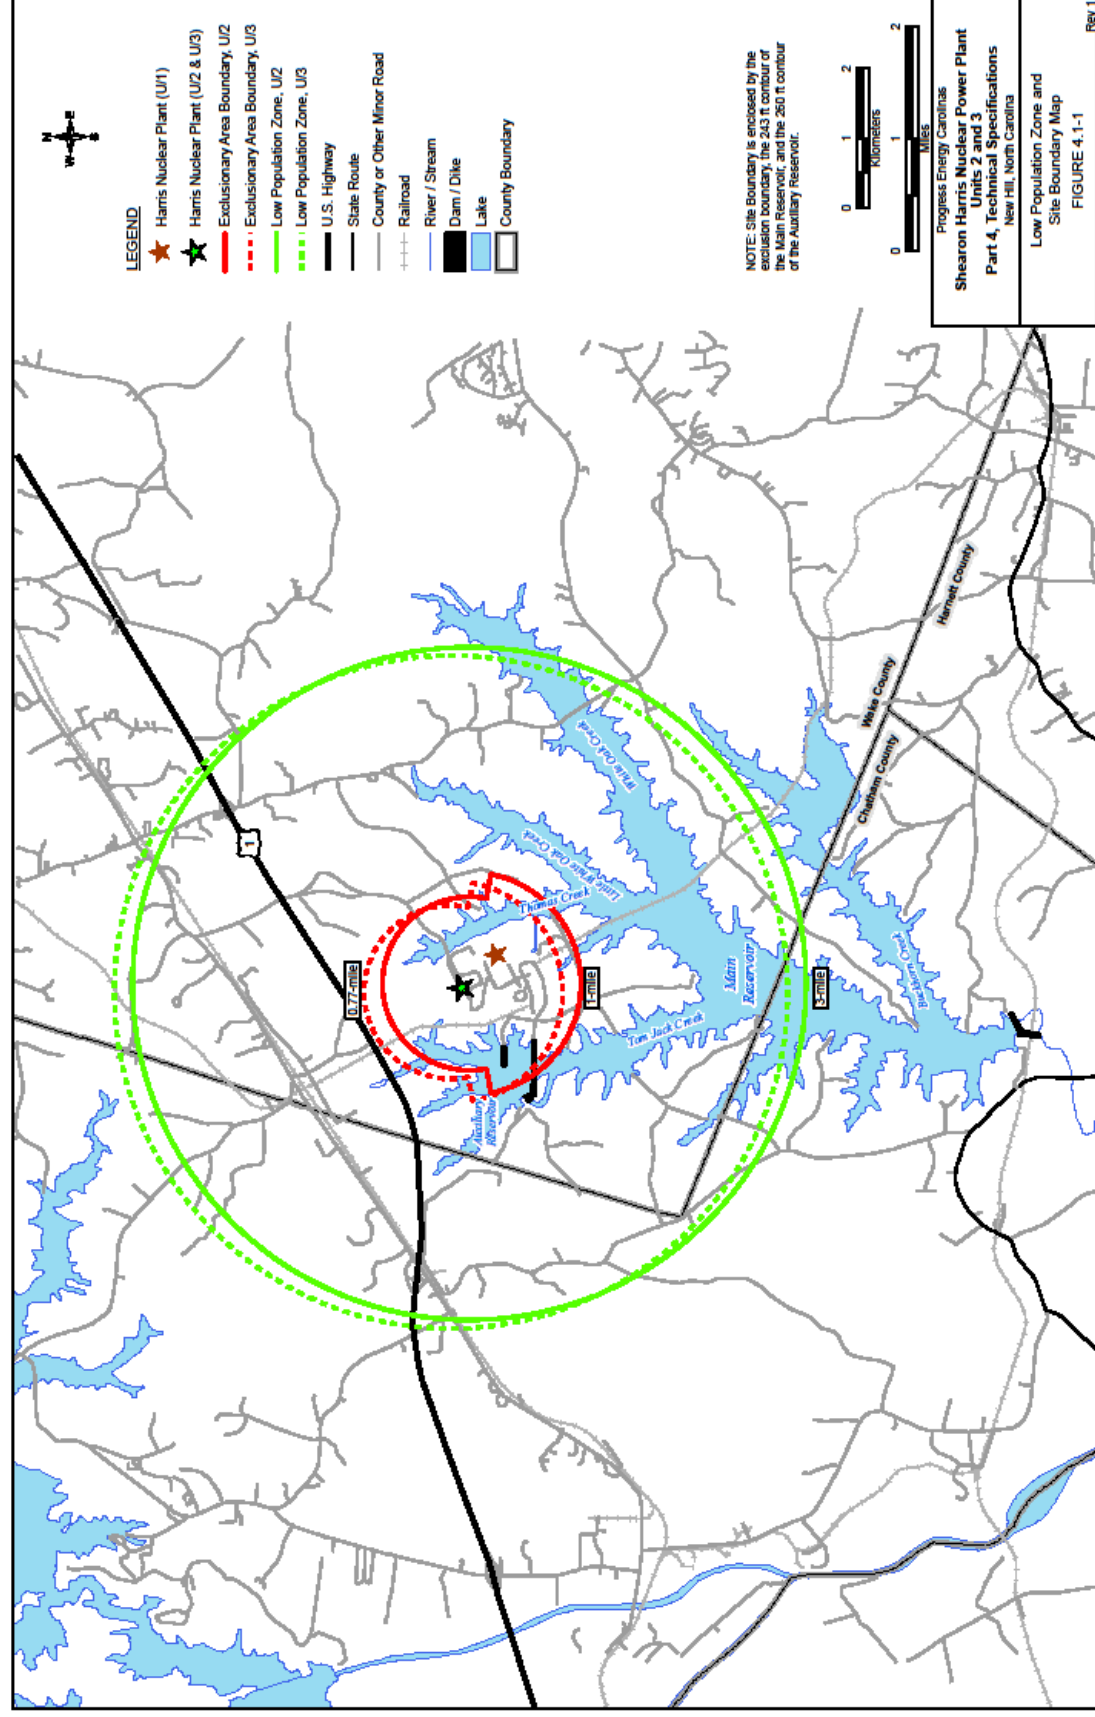 N
W
E
S
LEGEND
Harris Nuclear Plant (U/1)
Harris Nuclear Plant (U/2 & U/3)
Exclusionary Area Boundary, U/2
Exclusionary Area Boundary, U/3
Low Population Zone, U/2
Low Population Zone, U/3
U.S. Highway
State Route
County or Other Minor Road
Railroad
River / Stream
Dam / Dike
Lake
County Boundary
NOTE: Site Boundary is enclosed by the
exclusion boundary, the 243 ft contour of
the Main Reservoir, and the 260 ft contour
of the Auxiliary Reservoir.
0 1 2
Kilometers
0 1 2
Miles
Progress Energy Carolinas
Shearon Harris Nuclear Power Plant
Units 2 and 3
Part 4, Technical Specifications
New Hill, North Carolina
Low Population Zone and
Site Boundary Map
FIGURE 4.1-1
Rev 1
1
0.77-mile
1-mile
3-mile
Auxiliary
Reservoir
Thomas Creek
Little White Oak Creek
White Oak Creek
Tom Jack Creek
Main
Reservoir
Buckhorn Creek
Wake County
Chatham County
Harnett County